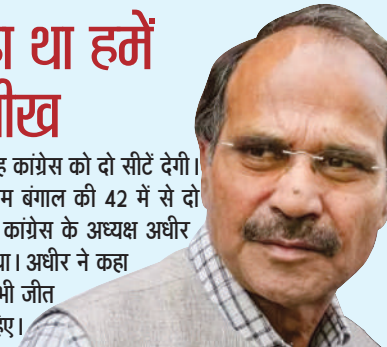 था हमें
कांग्रेस को दो सीटें देगी।
बंगाल की 42 में से दो
कांग्रेस के अध्यक्ष अधीर
। अधीर ने कहा
भी जीत